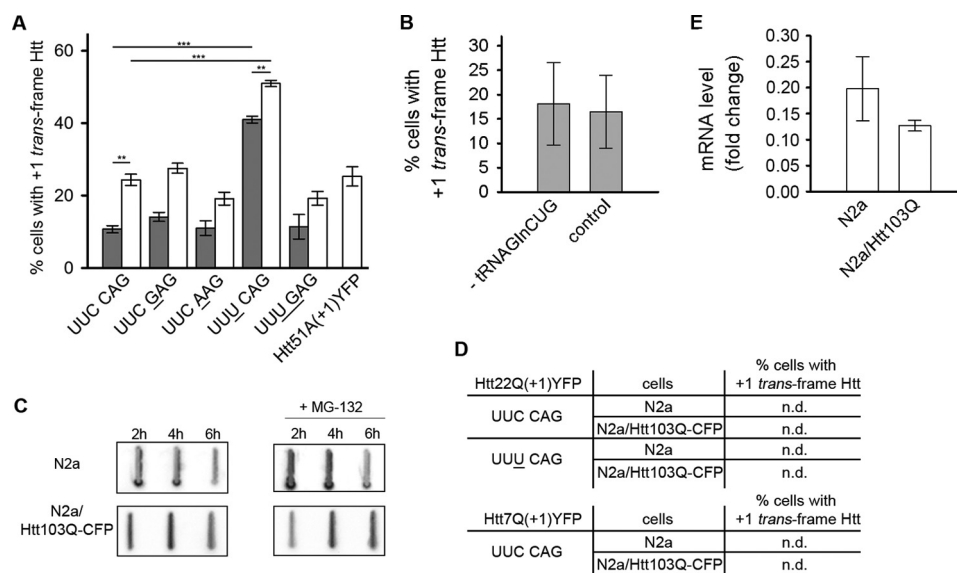 A
% cells with +1 trans-frame Htt
60
40
20
0
***
***
**
**
UUC CAG
UUC GAG
UUC AAG
UUU CAG
UUU GAG
Htt51A(+1)YFP
B
% cells with
+1 trans-frame Htt
30
25
20
15
10
5
0
- tRNAGlnCUG
control
E
mRNA level
(fold change)
0.30
0.25
0.20
0.15
0.10
0.05
0.00
N2a
N2a/Htt103Q
C
+ MG-132
2h 4h 6h 2h 4h 6h
N2a
N2a/
Htt103Q-CFP
D
Htt22Q(+1)YFP cells % cells with
+1 trans-frame Htt
UUC CAG N2a n.d.
N2a/Htt103Q-CFP n.d.
UUU CAG N2a n.d.
N2a/Htt103Q-CFP n.d.
Htt7Q(+1)YFP cells % cells with
+1 trans-frame Htt
UUC CAG N2a n.d.
N2a/Htt103Q-CFP n.d.